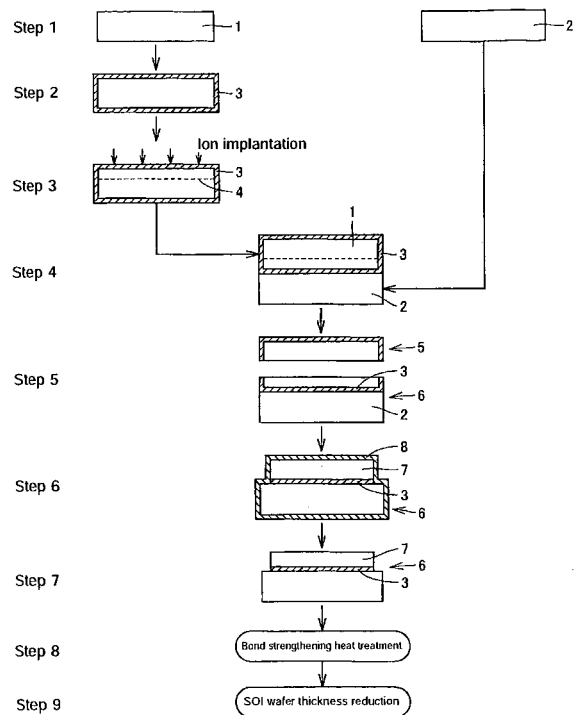 Step 1
1
2
Step 2
3
Ion implantation
Step 3
3
4
1
Step 4
3
2
5
Step 5
3
6
2
8
7
Step 6
3
6
7
Step 7
6
3
Step 8
Bond strengthening heat treatment
Step 9
SOI wafer thickness reduction